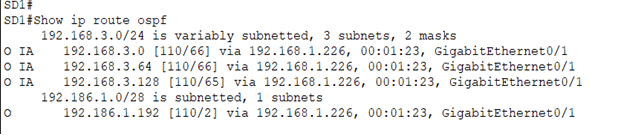 SD1#
SD1#Show ip route ospf
192.168.3.0/24 is variably subnetted, 3 subnets, 2 masks
O IA 192.168.3.0 [110/66] via 192.168.1.226, 00:01:23, GigabitEthernet0/1
O IA 192.168.3.64 [110/66] via 192.168.1.226, 00:01:23, GigabitEthernet0/1
O IA 192.168.3.128 [110/65] via 192.168.1.226, 00:01:23, GigabitEthernet0/1
192.186.1.0/28 is subnetted, 1 subnets
O 192.186.1.192 [110/2] via 192.168.1.226, 00:01:23, GigabitEthernet0/1